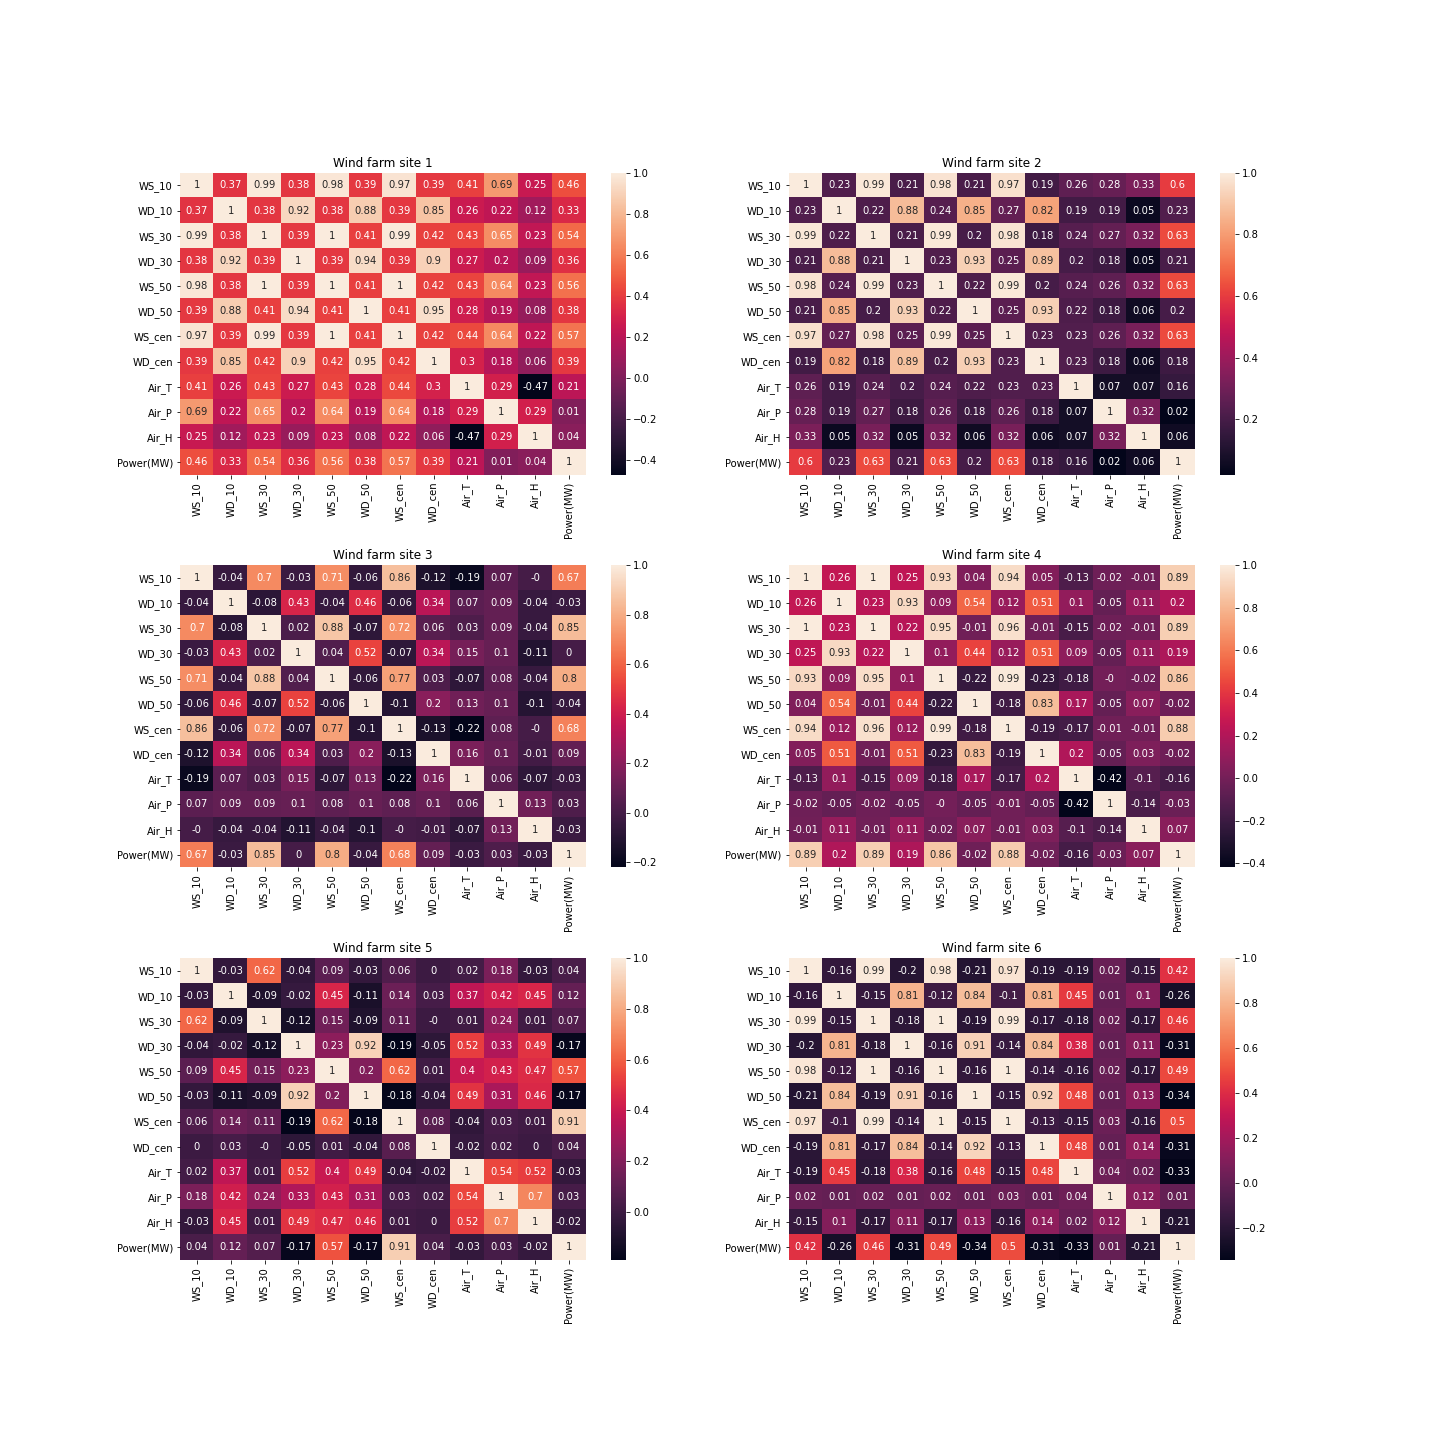 Wind farm site 1
WS_10 1 0.37 0.99 0.38 0.98 0.39 0.97 0.39 0.41 0.69 0.25 0.46
WD_10 0.37 1 0.38 0.92 0.38 0.88 0.39 0.85 0.26 0.22 0.12 0.33
WS_30 0.99 0.38 1 0.39 1 0.41 0.99 0.42 0.43 0.65 0.23 0.54
WD_30 0.38 0.92 0.39 1 0.39 0.94 0.39 0.9 0.27 0.2 0.09 0.36
WS_50 0.98 0.38 1 0.39 1 0.41 1 0.42 0.43 0.64 0.23 0.56
WD_50 0.39 0.88 0.41 0.94 0.41 1 0.41 0.95 0.28 0.19 0.08 0.38
WS_cen 0.97 0.39 0.99 0.39 1 0.41 1 0.42 0.44 0.64 0.22 0.57
WD_cen 0.39 0.85 0.42 0.9 0.42 0.95 0.42 1 0.3 0.18 0.06 0.39
Air_T 0.41 0.26 0.43 0.27 0.43 0.28 0.44 0.3 1 0.29 -0.47 0.21
Air_P 0.69 0.22 0.65 0.2 0.64 0.19 0.64 0.18 0.29 1 0.29 0.01
Air_H 0.25 0.12 0.23 0.09 0.23 0.08 0.22 0.06 -0.47 0.29 1 0.04
Power(MW) 0.46 0.33 0.54 0.36 0.56 0.38 0.57 0.39 0.21 0.01 0.04 1
WS_10 WD_10 WS_30 WD_30 WS_50 WD_50 WS_cen WD_cen Air_T Air_P Air_H Power(MW)
1.0
0.8
0.6
0.4
0.2
0.0
−0.2
−0.4
Wind farm site 2
WS_10 1 0.23 0.99 0.21 0.98 0.21 0.97 0.19 0.26 0.28 0.33 0.6
WD_10 0.23 1 0.22 0.88 0.24 0.85 0.27 0.82 0.19 0.19 0.05 0.23
WS_30 0.99 0.22 1 0.21 0.99 0.2 0.98 0.18 0.24 0.27 0.32 0.63
WD_30 0.21 0.88 0.21 1 0.23 0.93 0.25 0.89 0.2 0.18 0.05 0.21
WS_50 0.98 0.24 0.99 0.23 1 0.22 0.99 0.2 0.24 0.26 0.32 0.63
WD_50 0.21 0.85 0.2 0.93 0.22 1 0.25 0.93 0.22 0.18 0.06 0.2
WS_cen 0.97 0.27 0.98 0.25 0.99 0.25 1 0.23 0.23 0.26 0.32 0.63
WD_cen 0.19 0.82 0.18 0.89 0.2 0.93 0.23 1 0.23 0.18 0.06 0.18
Air_T 0.26 0.19 0.24 0.2 0.24 0.22 0.23 0.23 1 0.07 0.07 0.16
Air_P 0.28 0.19 0.27 0.18 0.26 0.18 0.26 0.18 0.07 1 0.32 0.02
Air_H 0.33 0.05 0.32 0.05 0.32 0.06 0.32 0.06 0.07 0.32 1 0.06
Power(MW) 0.6 0.23 0.63 0.21 0.63 0.2 0.63 0.18 0.16 0.02 0.06 1
WS_10 WD_10 WS_30 WD_30 WS_50 WD_50 WS_cen WD_cen Air_T Air_P Air_H Power(MW)
1.0
0.8
0.6
0.4
0.2
Wind farm site 3
WS_10 1 -0.04 0.7 -0.03 0.71 -0.06 0.86 -0.12 -0.19 0.07 -0 0.67
WD_10 -0.04 1 -0.08 0.43 -0.04 0.46 -0.06 0.34 0.07 0.09 -0.04 -0.03
WS_30 0.7 -0.08 1 0.02 0.88 -0.07 0.72 0.06 0.03 0.09 -0.04 0.85
WD_30 -0.03 0.43 0.02 1 0.04 0.52 -0.07 0.34 0.15 0.1 -0.11 0
WS_50 0.71 -0.04 0.88 0.04 1 -0.06 0.77 0.03 -0.07 0.08 -0.04 0.8
WD_50 -0.06 0.46 -0.07 0.52 -0.06 1 -0.1 0.2 0.13 0.1 -0.1 -0.04
WS_cen 0.86 -0.06 0.72 -0.07 0.77 -0.1 1 -0.13 -0.22 0.08 -0 0.68
WD_cen -0.12 0.34 0.06 0.34 0.03 0.2 -0.13 1 0.16 0.1 -0.01 0.09
Air_T -0.19 0.07 0.03 0.15 -0.07 0.13 -0.22 0.16 1 0.06 -0.07 -0.03
Air_P 0.07 0.09 0.09 0.1 0.08 0.1 0.08 0.1 0.06 1 0.13 0.03
Air_H -0 -0.04 -0.04 -0.11 -0.04 -0.1 -0 -0.01 -0.07 0.13 1 -0.03
Power(MW) 0.67 -0.03 0.85 0 0.8 -0.04 0.68 0.09 -0.03 0.03 -0.03 1
WS_10 WD_10 WS_30 WD_30 WS_50 WD_50 WS_cen WD_cen Air_T Air_P Air_H Power(MW)
1.0
0.8
0.6
0.4
0.2
0.0
−0.2
Wind farm site 4
WS_10 1 0.26 1 0.25 0.93 0.04 0.94 0.05 -0.13 -0.02 -0.01 0.89
WD_10 0.26 1 0.23 0.93 0.09 0.54 0.12 0.51 0.1 -0.05 0.11 0.2
WS_30 1 0.23 1 0.22 0.95 -0.01 0.96 -0.01 -0.15 -0.02 -0.01 0.89
WD_30 0.25 0.93 0.22 1 0.1 0.44 0.12 0.51 0.09 -0.05 0.11 0.19
WS_50 0.93 0.09 0.95 0.1 1 -0.22 0.99 -0.23 -0.18 -0 -0.02 0.86
WD_50 0.04 0.54 -0.01 0.44 -0.22 1 -0.18 0.83 0.17 -0.05 0.07 -0.02
WS_cen 0.94 0.12 0.96 0.12 0.99 -0.18 1 -0.19 -0.17 -0.01 -0.01 0.88
WD_cen 0.05 0.51 -0.01 0.51 -0.23 0.83 -0.19 1 0.2 -0.05 0.03 -0.02
Air_T -0.13 0.1 -0.15 0.09 -0.18 0.17 -0.17 0.2 1 -0.42 -0.1 -0.16
Air_P -0.02 -0.05 -0.02 -0.05 -0 -0.05 -0.01 -0.05 -0.42 1 -0.14 -0.03
Air_H -0.01 0.11 -0.01 0.11 -0.02 0.07 -0.01 0.03 -0.1 -0.14 1 0.07
Power(MW) 0.89 0.2 0.89 0.19 0.86 -0.02 0.88 -0.02 -0.16 -0.03 0.07 1
WS_10 WD_10 WS_30 WD_30 WS_50 WD_50 WS_cen WD_cen Air_T Air_P Air_H Power(MW)
1.0
0.8
0.6
0.4
0.2
0.0
−0.2
−0.4
Wind farm site 5
WS_10 1 -0.03 0.62 -0.04 0.09 -0.03 0.06 0 0.02 0.18 -0.03 0.04
WD_10 -0.03 1 -0.09 -0.02 0.45 -0.11 0.14 0.03 0.37 0.42 0.45 0.12
WS_30 0.62 -0.09 1 -0.12 0.15 -0.09 0.11 -0 0.01 0.24 0.01 0.07
WD_30 -0.04 -0.02 -0.12 1 0.23 0.92 -0.19 -0.05 0.52 0.33 0.49 -0.17
WS_50 0.09 0.45 0.15 0.23 1 0.2 0.62 0.01 0.4 0.43 0.47 0.57
WD_50 -0.03 -0.11 -0.09 0.92 0.2 1 -0.18 -0.04 0.49 0.31 0.46 -0.17
WS_cen 0.06 0.14 0.11 -0.19 0.62 -0.18 1 0.08 -0.04 0.03 0.01 0.91
WD_cen 0 0.03 -0 -0.05 0.01 -0.04 0.08 1 -0.02 0.02 0 0.04
Air_T 0.02 0.37 0.01 0.52 0.4 0.49 -0.04 -0.02 1 0.54 0.52 -0.03
Air_P 0.18 0.42 0.24 0.33 0.43 0.31 0.03 0.02 0.54 1 0.7 0.03
Air_H -0.03 0.45 0.01 0.49 0.47 0.46 0.01 0 0.52 0.7 1 -0.02
Power(MW) 0.04 0.12 0.07 -0.17 0.57 -0.17 0.91 0.04 -0.03 0.03 -0.02 1
WS_10 WD_10 WS_30 WD_30 WS_50 WD_50 WS_cen WD_cen Air_T Air_P Air_H Power(MW)
1.0
0.8
0.6
0.4
0.2
0.0
Wind farm site 6
WS_10 1 -0.16 0.99 -0.2 0.98 -0.21 0.97 -0.19 -0.19 0.02 -0.15 0.42
WD_10 -0.16 1 -0.15 0.81 -0.12 0.84 -0.1 0.81 0.45 0.01 0.1 -0.26
WS_30 0.99 -0.15 1 -0.18 1 -0.19 0.99 -0.17 -0.18 0.02 -0.17 0.46
WD_30 -0.2 0.81 -0.18 1 -0.16 0.91 -0.14 0.84 0.38 0.01 0.11 -0.31
WS_50 0.98 -0.12 1 -0.16 1 -0.16 1 -0.14 -0.16 0.02 -0.17 0.49
WD_50 -0.21 0.84 -0.19 0.91 -0.16 1 -0.15 0.92 0.48 0.01 0.13 -0.34
WS_cen 0.97 -0.1 0.99 -0.14 1 -0.15 1 -0.13 -0.15 0.03 -0.16 0.5
WD_cen -0.19 0.81 -0.17 0.84 -0.14 0.92 -0.13 1 0.48 0.01 0.14 -0.31
Air_T -0.19 0.45 -0.18 0.38 -0.16 0.48 -0.15 0.48 1 0.04 0.02 -0.33
Air_P 0.02 0.01 0.02 0.01 0.02 0.01 0.03 0.01 0.04 1 0.12 0.01
Air_H -0.15 0.1 -0.17 0.11 -0.17 0.13 -0.16 0.14 0.02 0.12 1 -0.21
Power(MW) 0.42 -0.26 0.46 -0.31 0.49 -0.34 0.5 -0.31 -0.33 0.01 -0.21 1
WS_10 WD_10 WS_30 WD_30 WS_50 WD_50 WS_cen WD_cen Air_T Air_P Air_H Power(MW)
1.0
0.8
0.6
0.4
0.2
0.0
−0.2